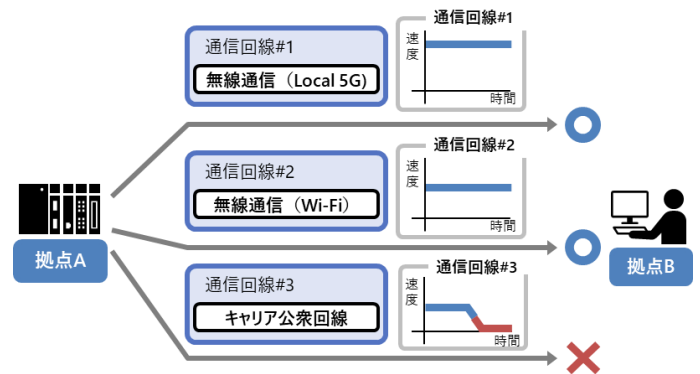 通信回線#1
無線通信（Local 5G)
通信回線#1
速度
時間
通信回線#2
無線通信（Wi-Fi）
通信回線#2
速度
時間
拠点A
拠点B
通信回線#3
キャリア公衆回線
通信回線#3
速度
時間